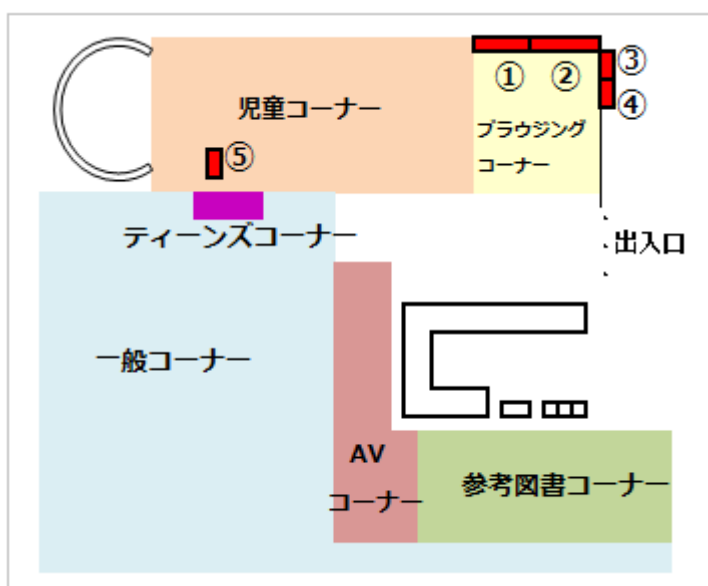 ① ② ③
④
児童コーナー
ブラウジング
コーナー
⑤
ティーンズコーナー
出入口
一般コーナー
AV
コーナー
参考図書コーナー